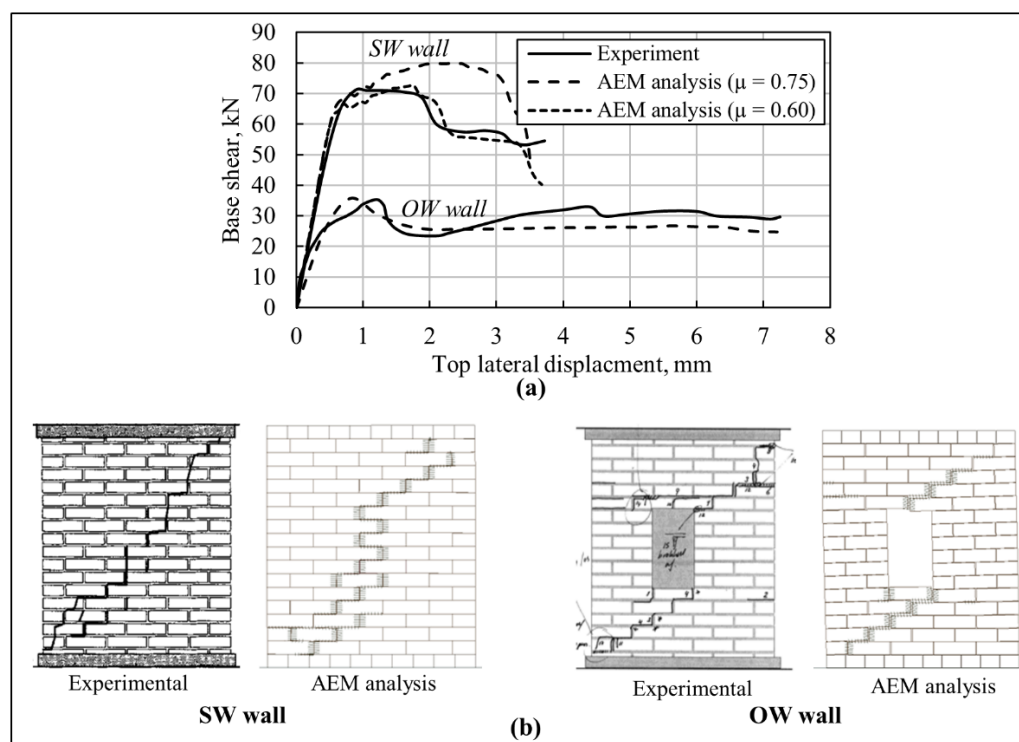 (a)
90
80
70
60
50
40
30
20
10
0
Base shear, kN
SW wall
OW wall
Experiment
AEM analysis (μ = 0.75)
AEM analysis (μ = 0.60)
0 1 2 3 4 5 6 7 8
Top lateral displacment, mm
(a)
Experimental
AEM analysis
Experimental
AEM analysis
SW wall
(b)
OW wall